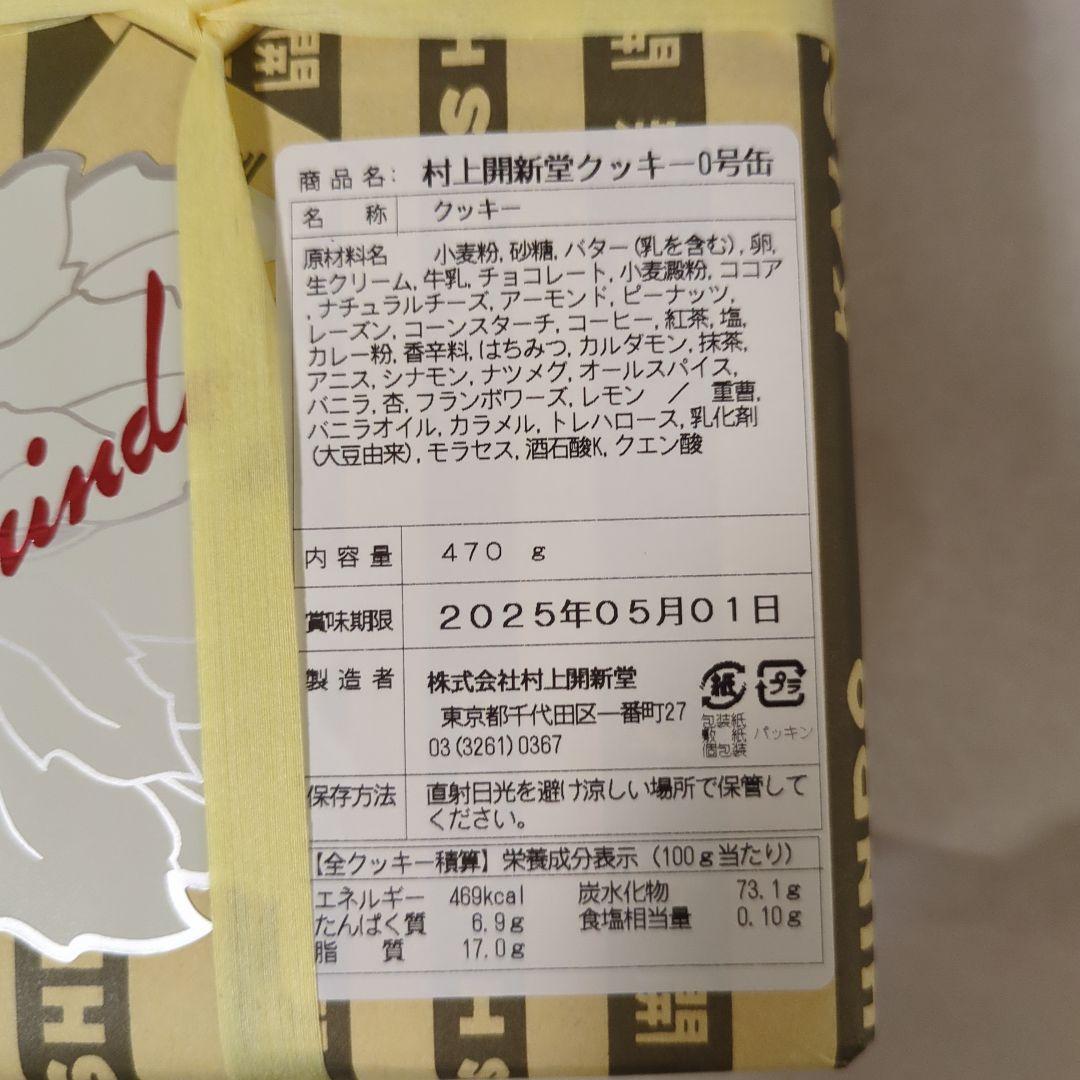 商品名: 村上開新堂クッキー0号缶
名 称 クッキー
原材料名 小麦粉, 砂糖, バター(乳を含む), 卵,
生クリーム, 牛乳, チョコレート, 小麦澱粉, ココア
, ナチュラルチーズ, アーモンド, ピーナッツ,
レーズン, コーンスターチ, コーヒー, 紅茶, 塩,
カレー粉, 香辛料, はちみつ, カルダモン, 抹茶,
アニス, シナモン, ナツメグ, オールスパイス,
バニラ, 杏, フランボワーズ, レモン / 重曹,
バニラオイル, カラメル, トレハロース, 乳化剤
(大豆由来), モラセス, 酒石酸K, クエン酸
内容量 470 g
賞味期限 2025年05月01日
製造者 株式会社村上開新堂
東京都千代田区一番町27
03(3261)0367
紙 プラ
包装紙
敷 紙 パッキン
個包装
保存方法 直射日光を避け涼しい場所で保管して
ください。
【全クッキー積算】栄養成分表示 (100g当たり)
エネルギー 469kcal 炭水化物 73.1g
たんぱく質 6.9g 食塩相当量 0.10g
脂 質 17.0g